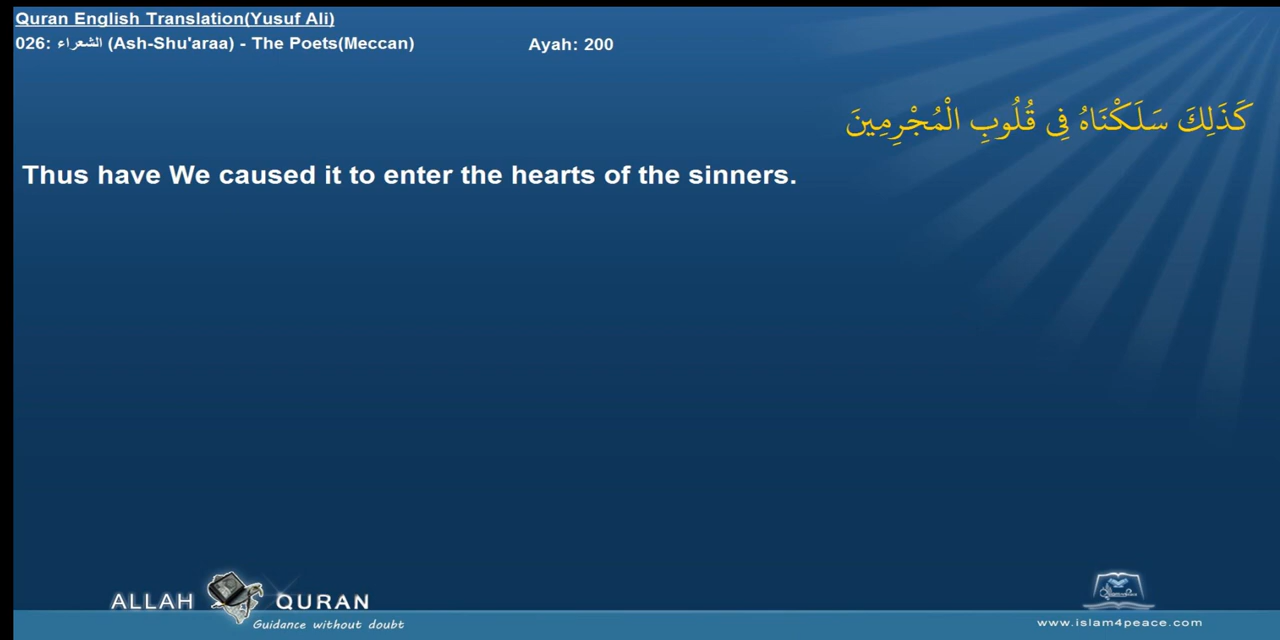 Quran English Translation(Yusuf Ali)
026: الشعراء (Ash-Shu'araa) - The Poets(Meccan) Ayah: 200
كَذَلِكَ سَلَكْنَاهُ فِي قُلُوبِ الْمُجْرِمِينَ
Thus have We caused it to enter the hearts of the sinners.
ALLAH QURAN
Guidance without doubt
www.islam4peace.com